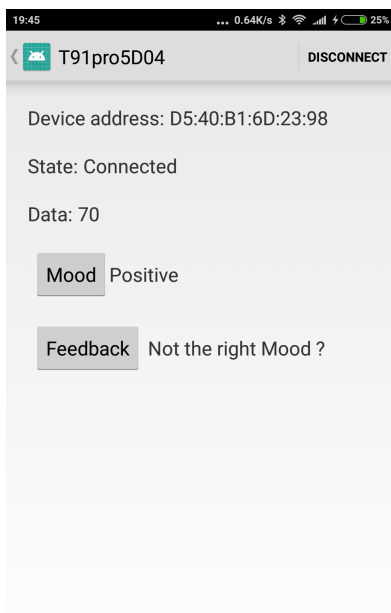 19:45 ... 0.64K/s 25%
T91pro5D04 DISCONNECT
Device address: D5:40:B1:6D:23:98
State: Connected
Data: 70
Mood Positive
Feedback Not the right Mood ?